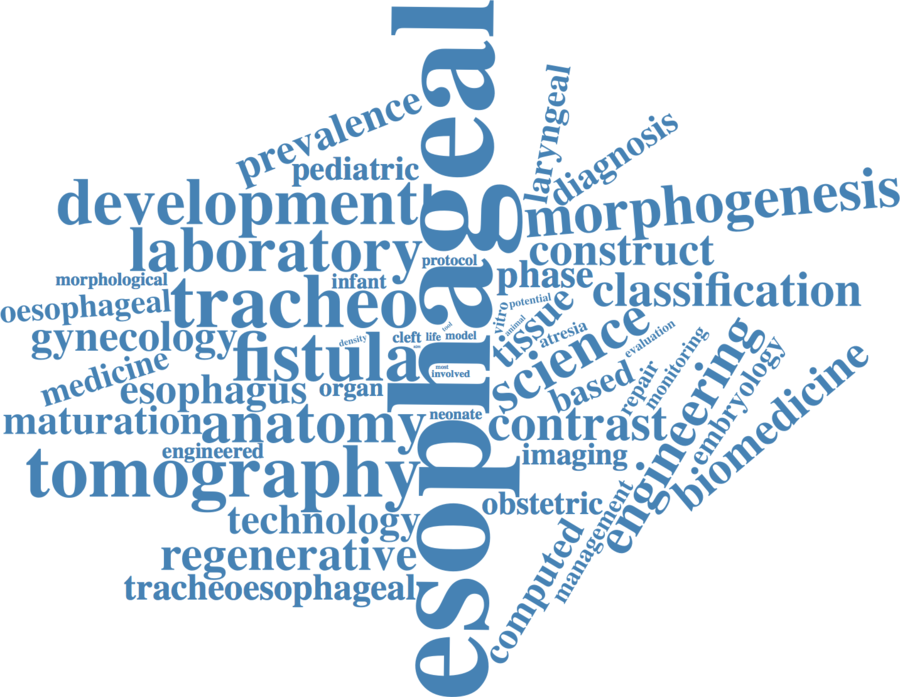 esophageal
prevalence
pediatric
development
laboratory
protocol
morphological
infant
oesophageal
tracheo
gynecology
density
cleft
life
tool
model
fistula
most
involved
medicine
esophagus
organ
maturation
anatomy
neonate
engineered
tomography
technology
regenerative
tracheoesophageal
laryngeal
diagnosis
morphogenesis
construct
phase
classification
vitro
potential
animal
tissue
atresia
science
evaluation
based
repair
monitoring
contrast
engineering
embryology
biomedicine
imaging
obstetric
computed
management